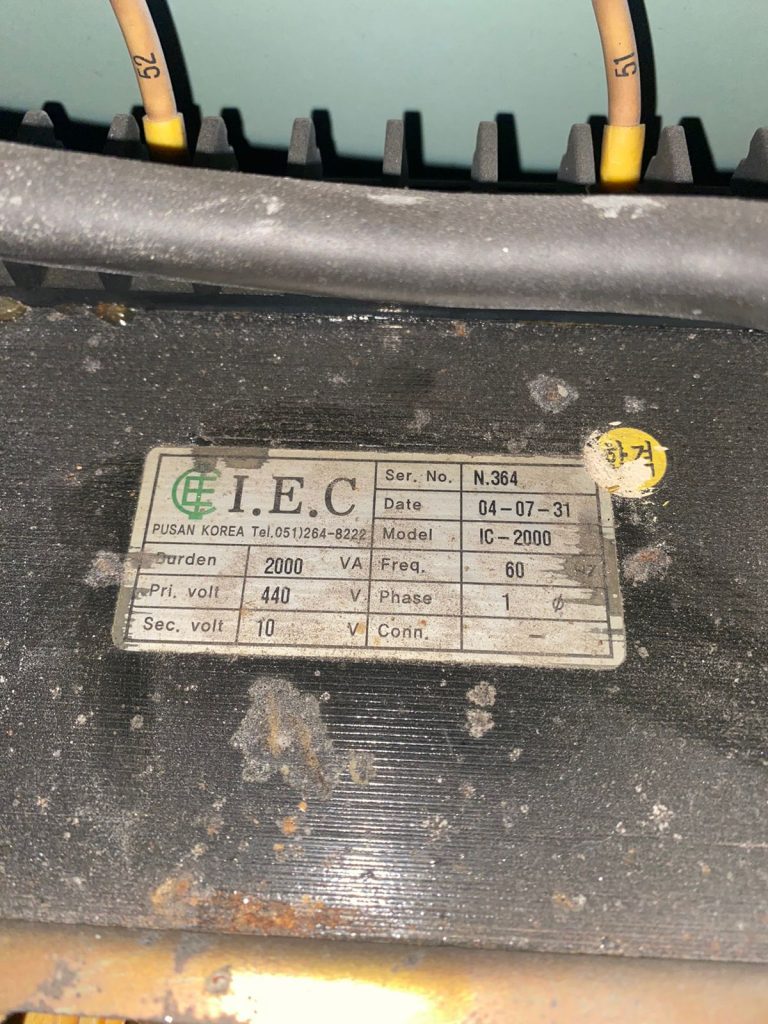 52
51
합격
I.E.C
PUSAN KOREA Tel.051)264-8222
Ser. No. N.364
Date 04-07-31
Model IC-2000
Burden 2000 VA Freq. 60
Pri. volt 440 V Phase 1 ø
Sec. volt 10 V Conn. -